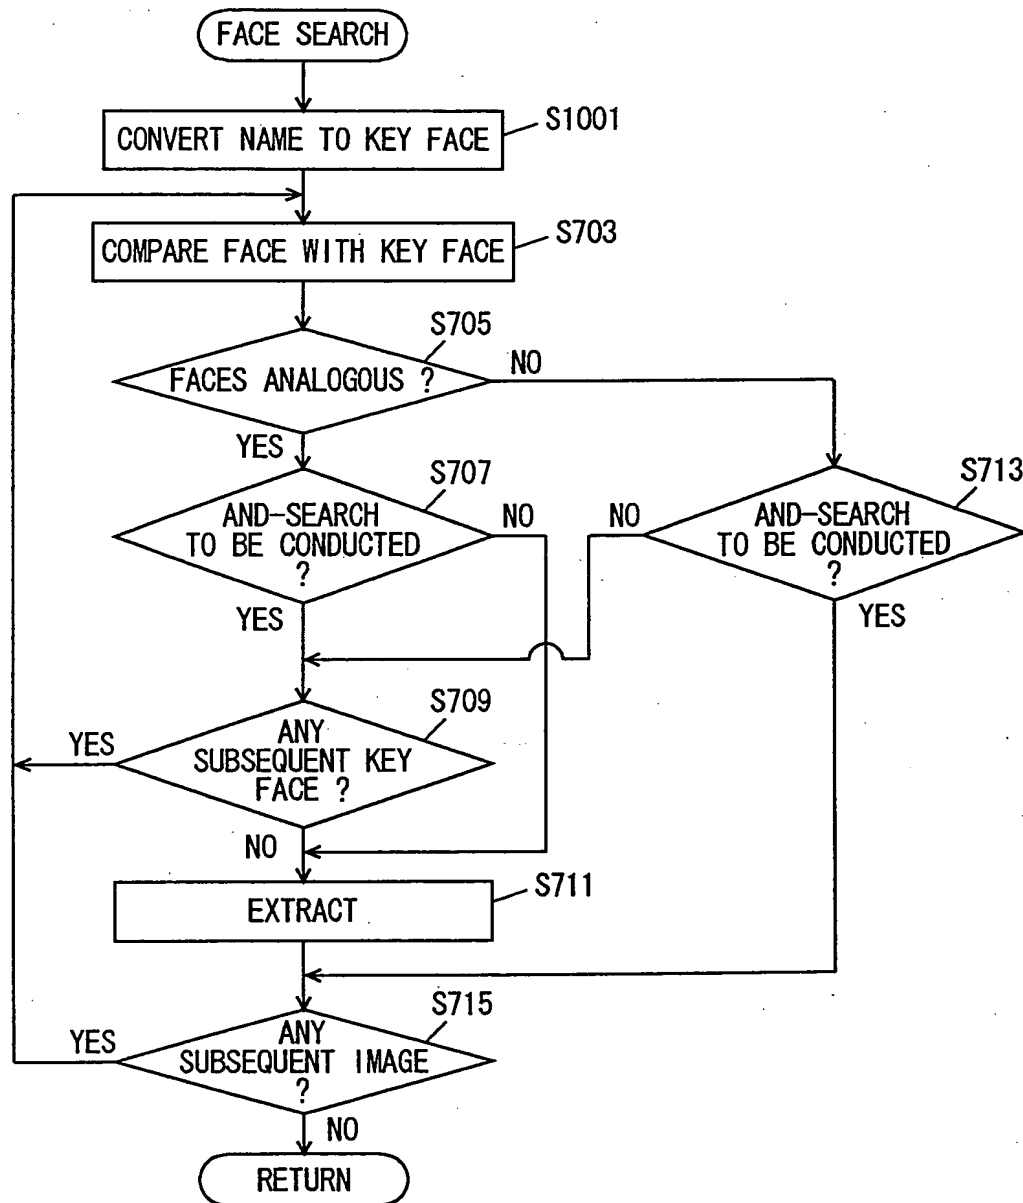 FACE SEARCH
CONVERT NAME TO KEY FACE
S1001
COMPARE FACE WITH KEY FACE
S703
S705
FACES ANALOGOUS ?
NO
YES
S707
AND-SEARCH
TO BE CONDUCTED
?
NO
YES
S713
NO
AND-SEARCH
TO BE CONDUCTED
?
YES
S709
YES
ANY
SUBSEQUENT KEY
FACE ?
NO
S711
EXTRACT
S715
YES
ANY
SUBSEQUENT IMAGE
?
NO
RETURN